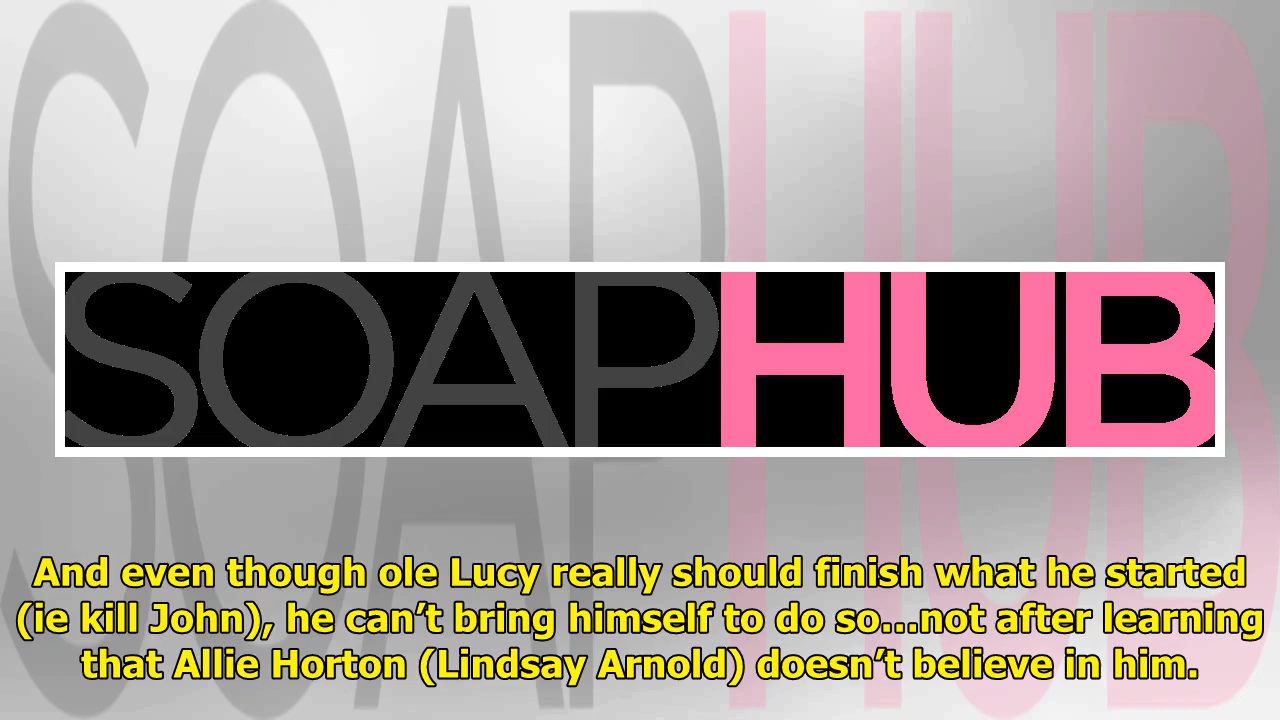 SOAPHUB
SOAPHUB
And even though ole Lucy really should finish what he started
(ie kill John), he can’t bring himself to do so...not after learning
that Allie Horton (Lindsay Arnold) doesn’t believe in him.